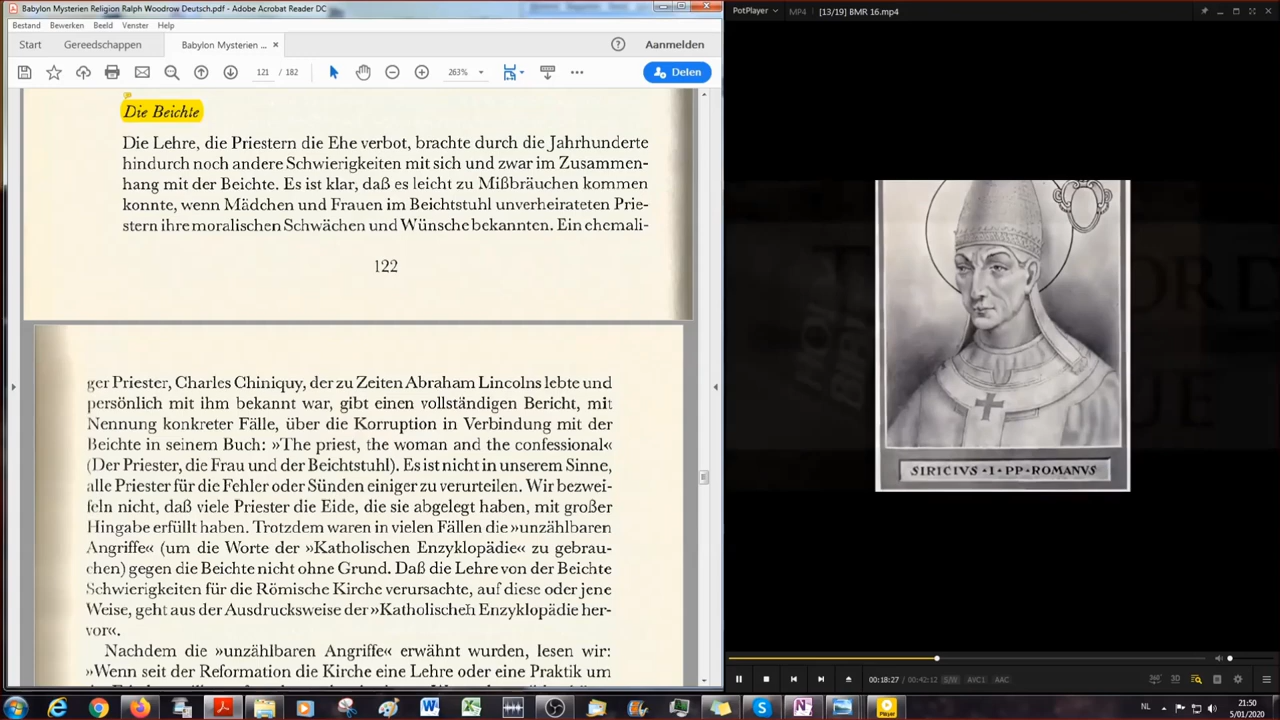 Babylon Mysterien Religion Ralph Woodrow Deutsch.pdf - Adobe Acrobat Reader DC
Bestand Bewerken Beeld Venster Help
Start Gereedschappen Babylon Mysterien ... × Aanmelden
121 / 182 263% Delen
Die Beichte
Die Lehre, die Priestern die Ehe verbot, brachte durch die Jahrhunderte
hindurch noch andere Schwierigkeiten mit sich und zwar im Zusammen-
hang mit der Beichte. Es ist klar, daß es leicht zu Mißbräuchen kommen
konnte, wenn Mädchen und Frauen im Beichtstuhl unverheirateten Prie-
stern ihre moralischen Schwächen und Wünsche bekannten. Ein ehemali-
122
ger Priester, Charles Chiniquy, der zu Zeiten Abraham Lincolns lebte und
persönlich mit ihm bekannt war, gibt einen vollständigen Bericht, mit
Nennung konkreter Fälle, über die Korruption in Verbindung mit der
Beichte in seinem Buch: »The priest, the woman and the confessional«
(Der Priester, die Frau und der Beichtstuhl). Es ist nicht in unserem Sinne,
alle Priester für die Fehler oder Sünden einiger zu verurteilen. Wir bezwei-
feln nicht, daß viele Priester die Eide, die sie abgelegt haben, mit großer
Hingabe erfüllt haben. Trotzdem waren in vielen Fällen die »unzählbaren
Angriffe« (um die Worte der »Katholischen Enzyklopädie« zu gebrau-
chen) gegen die Beichte nicht ohne Grund. Daß die Lehre von der Beichte
Schwierigkeiten für die Römische Kirche verursachte, auf diese oder jene
Weise, geht aus der Ausdrucksweise der »Katholischen Enzyklopädie her-
vor«.
Nachdem die »unzählbaren Angriffe« erwähnt wurden, lesen wir:
»Wenn seit der Reformation die Kirche eine Lehre oder eine Praktik um
PotPlayer MP4 [13/19] BMR 16.mp4
SIRICIVS·I·PP·ROMANVS
00:18:27 / 00:42:12 S/W AVC1 AAC
360° 3D
NL 21:50
5/01/2020